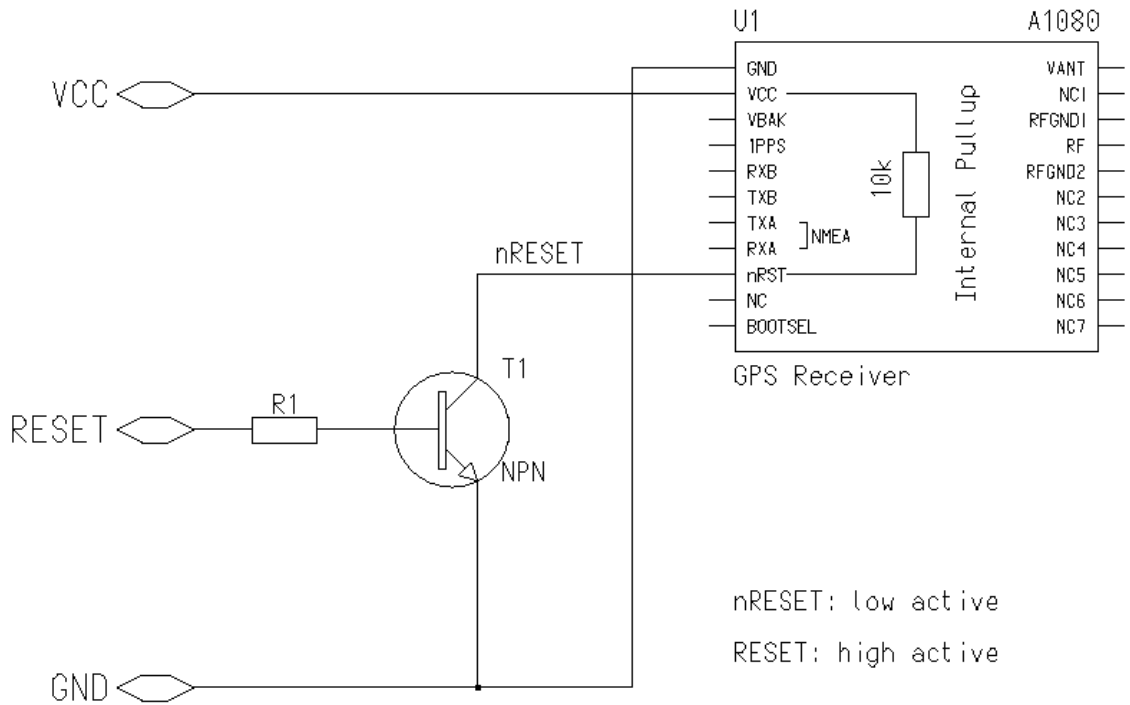 U1 A1080
VCC
GND VANT
VCC NC1
VBAK RFGND1
1PPS RF
RXB RFGND2
TXB NC2
TXA NC3
RXA NC4
NMEA
nRST NC5
NC NC6
BOOTSEL NC7
10k
Internal Pullup
nRESET
GPS Receiver
T1
R1
RESET
NPN
nRESET: low active
RESET: high active
GND